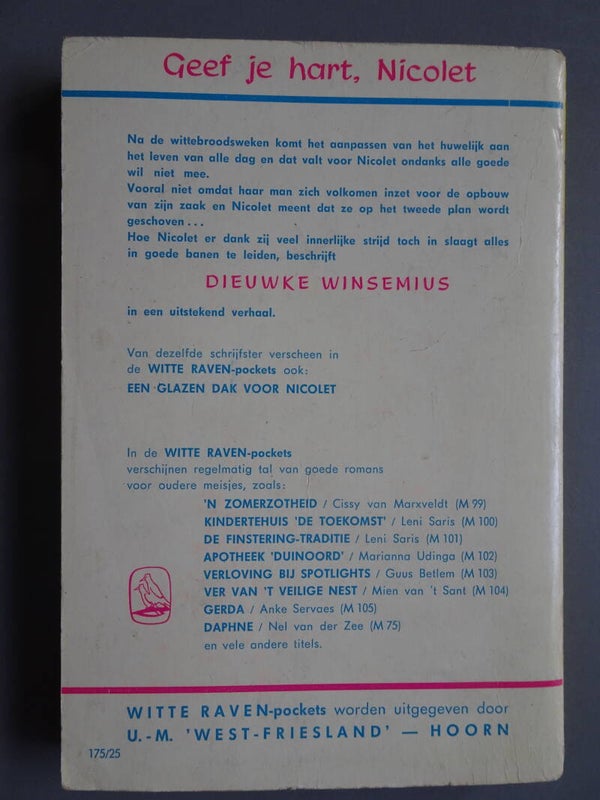 Geef je hart, Nicolet
Na de wittebroodsweken komt het aanpassen van het huwelijk aan
het leven van alle dag en dat valt voor Nicolet ondanks alle goede
wil niet mee.
Vooral niet omdat haar man zich volkomen inzet voor de opbouw
van zijn zaak en Nicolet meent dat ze op het tweede plan wordt
geschoven...
Hoe Nicolet er dank zij veel innerlijke strijd toch in slaagt alles
in goede banen te leiden, beschrijft
DIEUWKE WINSEMIUS
in een uitstekend verhaal.
Van dezelfde schrijfster verscheen in
de WITTE RAVEN-pockets ook:
EEN GLAZEN DAK VOOR NICOLET
In de WITTE RAVEN-pockets
verschijnen regelmatig tal van goede romans
voor oudere meisjes, zoals:
'N ZOMERZOTHEID / Cissy van Marxveldt (M 99)
KINDERTEHUIS 'DE TOEKOMST' / Leni Saris (M 100)
DE FINSTERING-TRADITIE / Leni Saris (M 101)
APOTHEEK 'DUINOORD' / Marianna Udinga (M 102)
VERLOVING BIJ SPOTLIGHTS / Guus Betlem (M 103)
VER VAN 'T VEILIGE NEST / Mien van 't Sant (M 104)
GERDA / Anke Servaes (M 105)
DAPHNE / Nel van der Zee (M 75)
en vele andere titels.
WITTE RAVEN-pockets worden uitgegeven door
U.-M. 'WEST-FRIESLAND' — HOORN
175/25